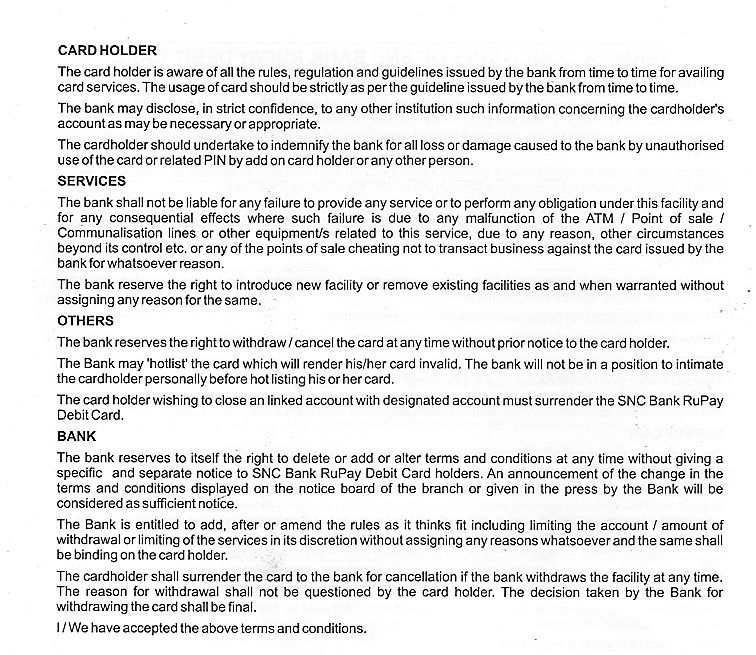 CARD HOLDER
The card holder is aware of all the rules, regulation and guidelines issued by the bank from time to time for availing
card services. The usage of card should be strictly as per the guideline issued by the bank from time to time.
The bank may disclose, in strict confidence, to any other institution such information concerning the cardholder's
account as may be necessary or appropriate.
The cardholder should undertake to indemnify the bank for all loss or damage caused to the bank by unauthorised
use of the card or related PIN by add on card holder or any other person.
SERVICES
The bank shall not be liable for any failure to provide any service or to perform any obligation under this facility and
for any consequential effects where such failure is due to any malfunction of the ATM / Point of sale /
Communalisation lines or other equipment/s related to this service, due to any reason, other circumstances
beyond its control etc. or any of the points of sale cheating not to transact business against the card issued by the
bank for whatsoever reason.
The bank reserve the right to introduce new facility or remove existing facilities as and when warranted without
assigning any reason for the same.
OTHERS
The bank reserves the right to withdraw / cancel the card at any time without prior notice to the card holder.
The Bank may 'hotlist' the card which will render his/her card invalid. The bank will not be in a position to intimate
the cardholder personally before hot listing his or her card.
The card holder wishing to close an linked account with designated account must surrender the SNC Bank RuPay
Debit Card.
BANK
The bank reserves to itself the right to delete or add or alter terms and conditions at any time without giving a
specific and separate notice to SNC Bank RuPay Debit Card holders. An announcement of the change in the
terms and conditions displayed on the notice board of the branch or given in the press by the Bank will be
considered as sufficient notice.
The Bank is entitled to add, after or amend the rules as it thinks fit including limiting the account / amount of
withdrawal or limiting of the services in its discretion without assigning any reasons whatsoever and the same shall
be binding on the card holder.
The cardholder shall surrender the card to the bank for cancellation if the bank withdraws the facility at any time.
The reason for withdrawal shall not be questioned by the card holder. The decision taken by the Bank for
withdrawing the card shall be final.
I / We have accepted the above terms and conditions.